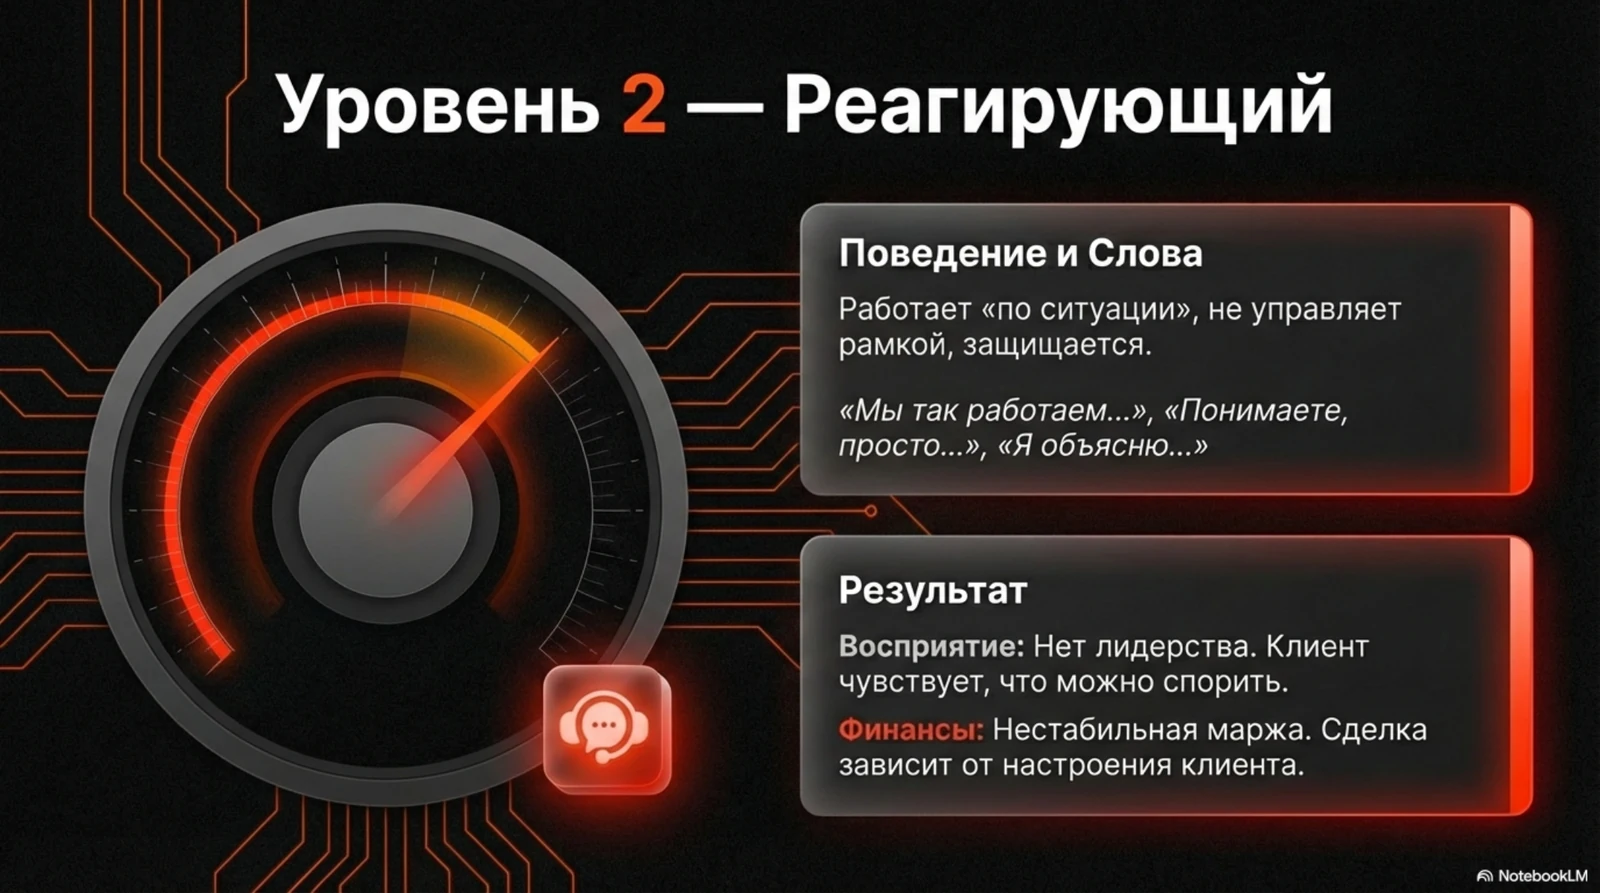 Уровень 2 — Реагирующий
Поведение и Слова
Работает «по ситуации», не управляет
рамкой, защищается.
«Мы так работаем...», «Понимаете,
просто...», «Я объясню...»
Результат
Восприятие: Нет лидерства. Клиент
чувствует, что можно спорить.
Финансы: Нестабильная маржа. Сделка
зависит от настроения клиента.
NotebookLM